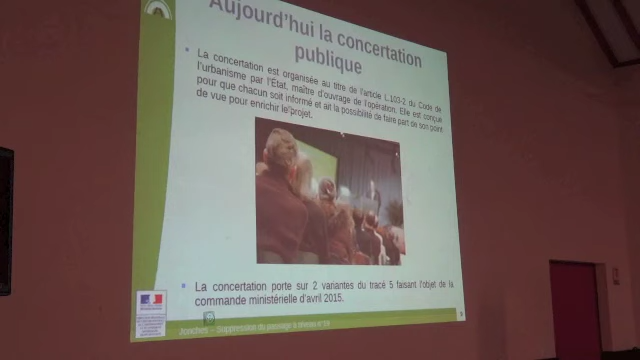 Aujourd'hui la concertation
publique
• La concertation est organisée au titre de l'article L.103-2 du Code de
l'urbanisme par l'État, maître d'ouvrage de l'opération. Elle est conçue
pour que chacun soit informé et ait la possibilité de faire part de son point
de vue pour enrichir le projet.
• La concertation porte sur 2 variantes du tracé 5 faisant l'objet de la
commande ministérielle d'avril 2015.
Joeuches – Suppression du passage à niveau n°